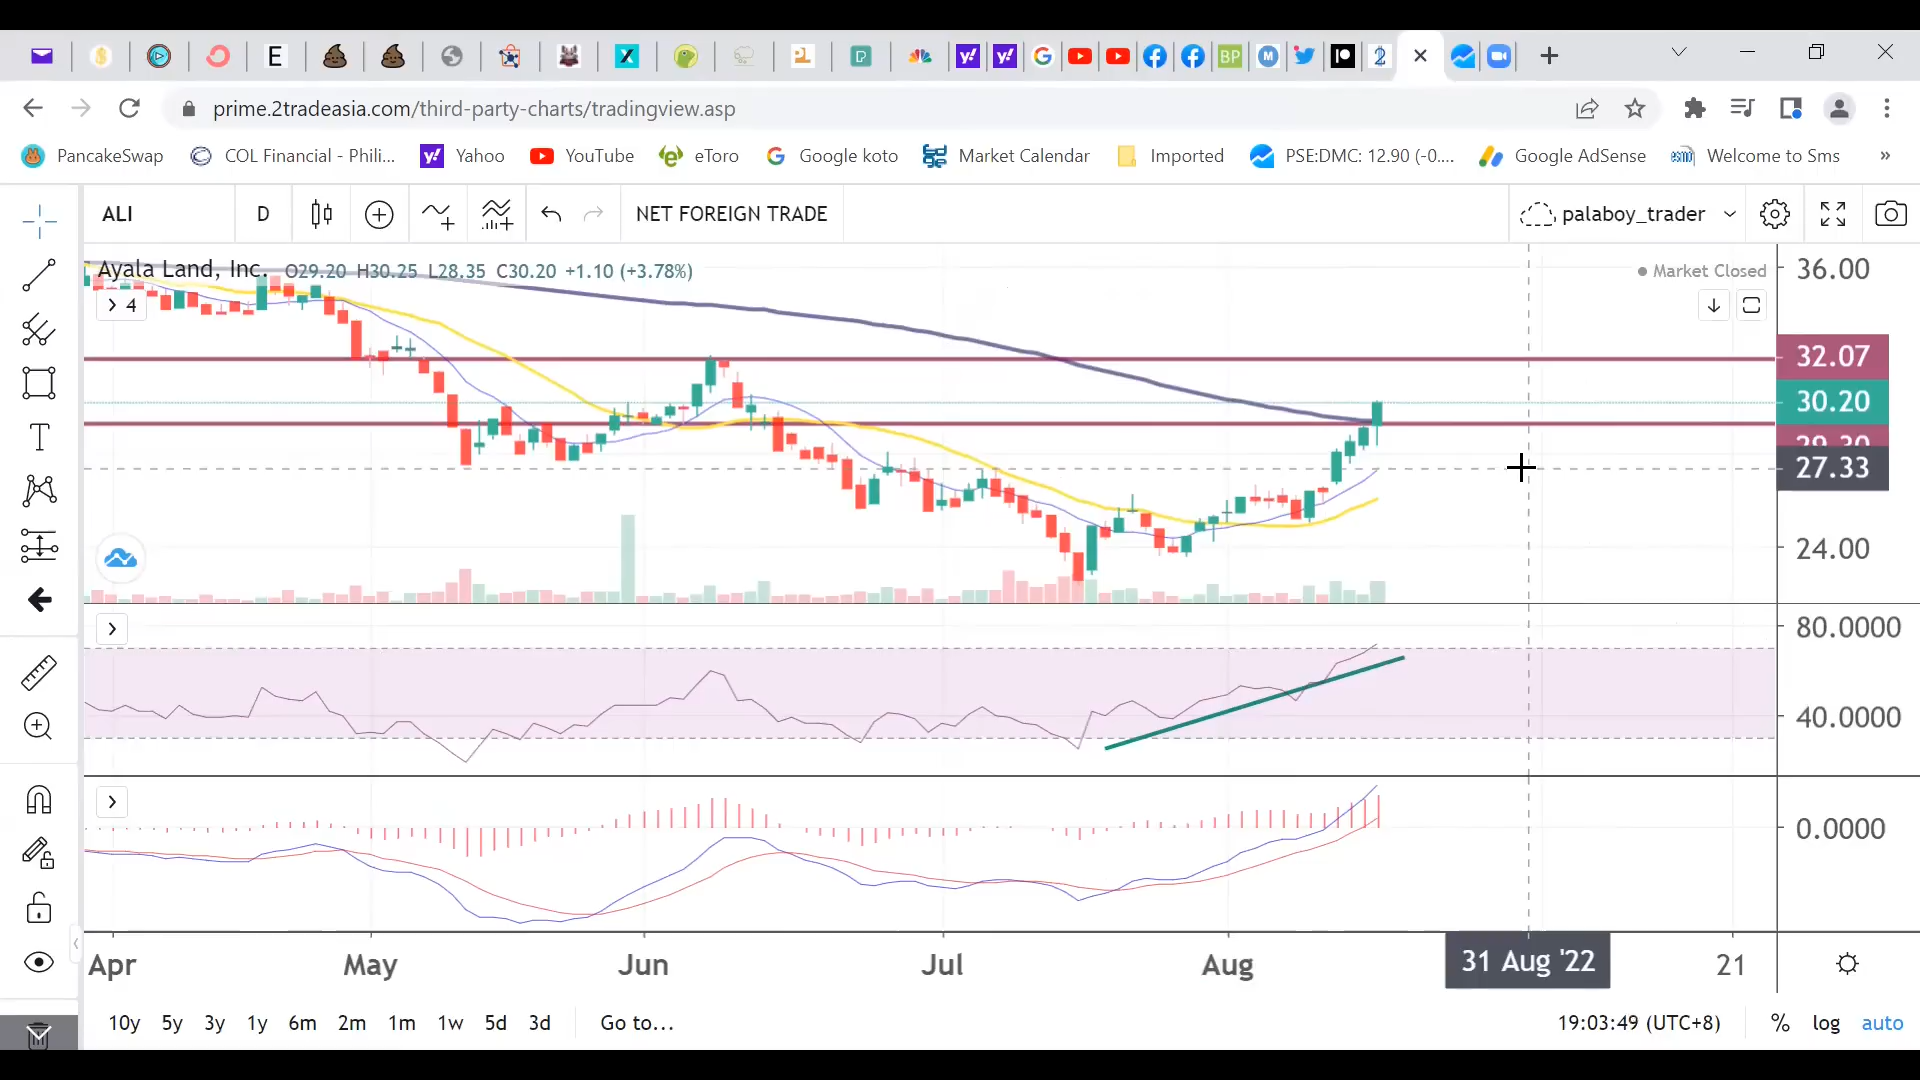 E
BP
prime.2tradeasia.com/third-party-charts/tradingview.asp
PancakeSwap COL Financial - Phili... Yahoo YouTube eToro Google koto Market Calendar Imported PSE:DMC: 12.90 (-0.... Google AdSense Welcome to Sms »
ALI D NET FOREIGN TRADE palaboy_trader
Ayala Land, Inc. O29.20 H30.25 L28.35 C30.20 +1.10 (+3.78%) Market Closed 36.00
4
32.07
30.20
29.30
27.33
24.00
80.0000
40.0000
0.0000
Apr May Jun Jul Aug 31 Aug '22 21
10y 5y 3y 1y 6m 2m 1m 1w 5d 3d Go to... 19:03:49 (UTC+8) % log auto